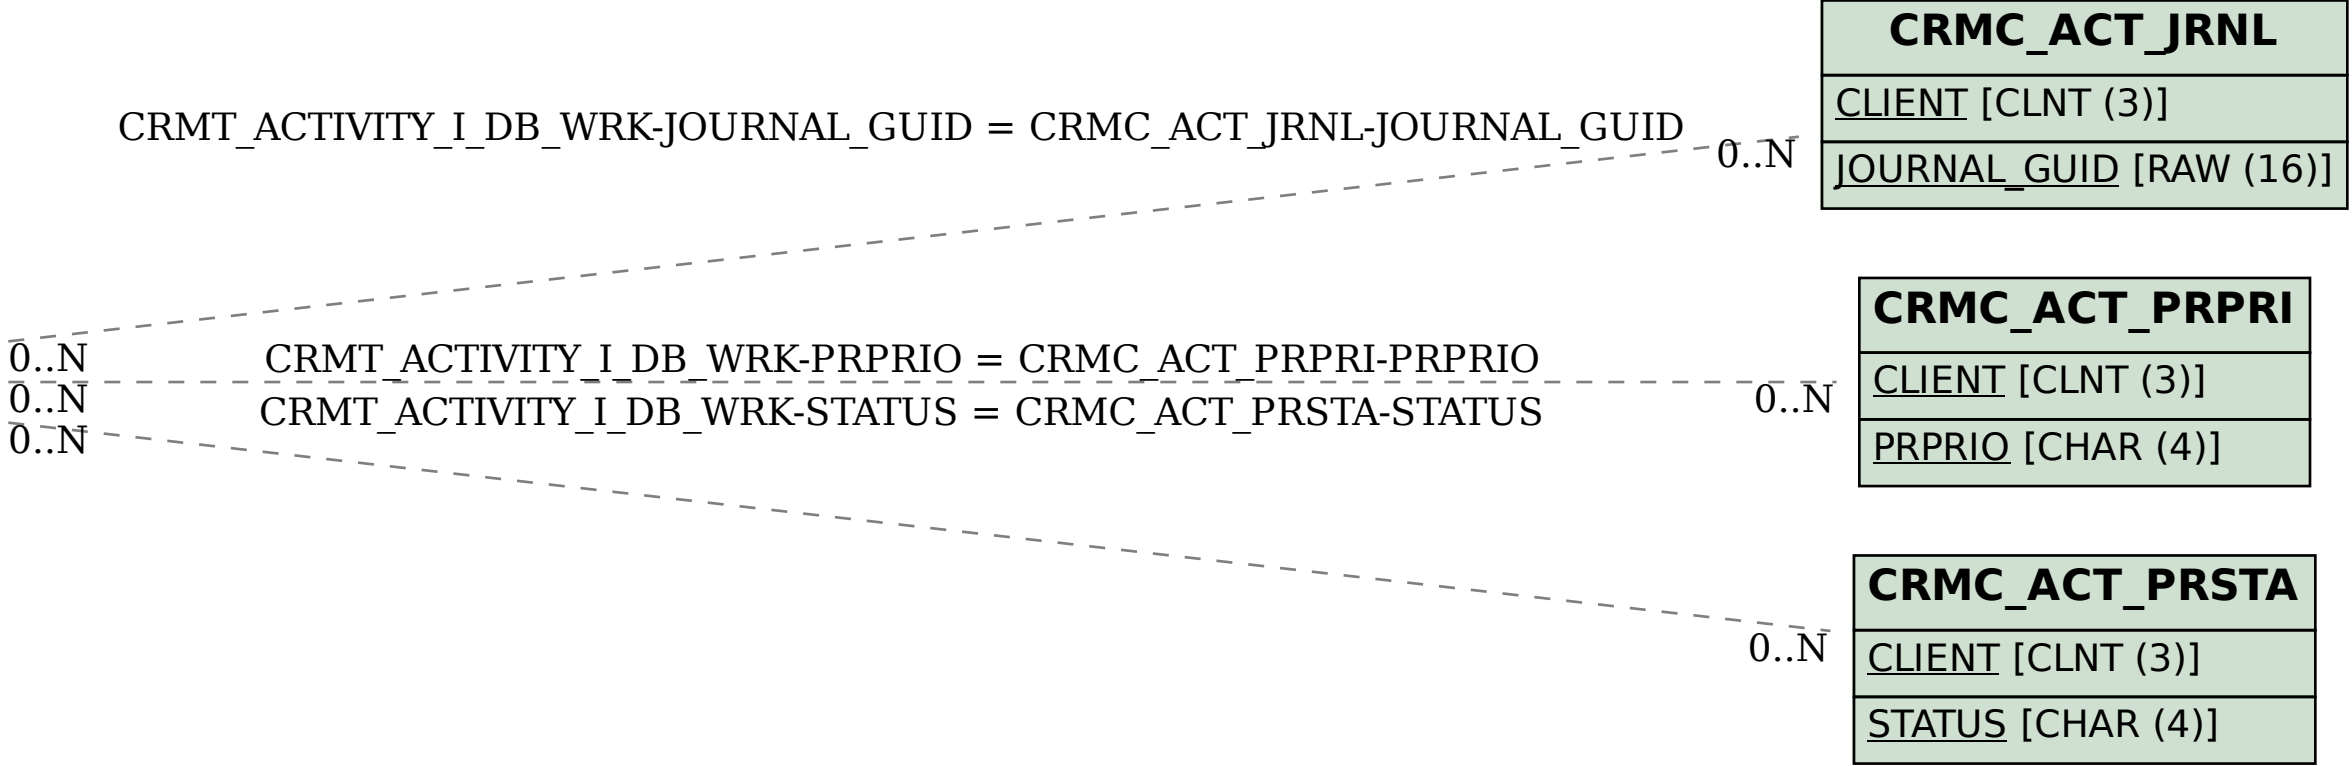 CRMC_ACT_JRNL
CLIENT [CLNT (3)]
JOURNAL_GUID [RAW (16)]
CRMT_ACTIVITY_I_DB_WRK-JOURNAL_GUID = CRMC_ACT_JRNL-JOURNAL_GUID
0..N
0..N
CRMT_ACTIVITY_I_DB_WRK-PRPRIO = CRMC_ACT_PRPRI-PRPRIO
0..N
0..N
CRMC_ACT_PRPRI
CLIENT [CLNT (3)]
PRPRIO [CHAR (4)]
CRMT_ACTIVITY_I_DB_WRK-STATUS = CRMC_ACT_PRSTA-STATUS
0..N
0..N
CRMC_ACT_PRSTA
CLIENT [CLNT (3)]
STATUS [CHAR (4)]